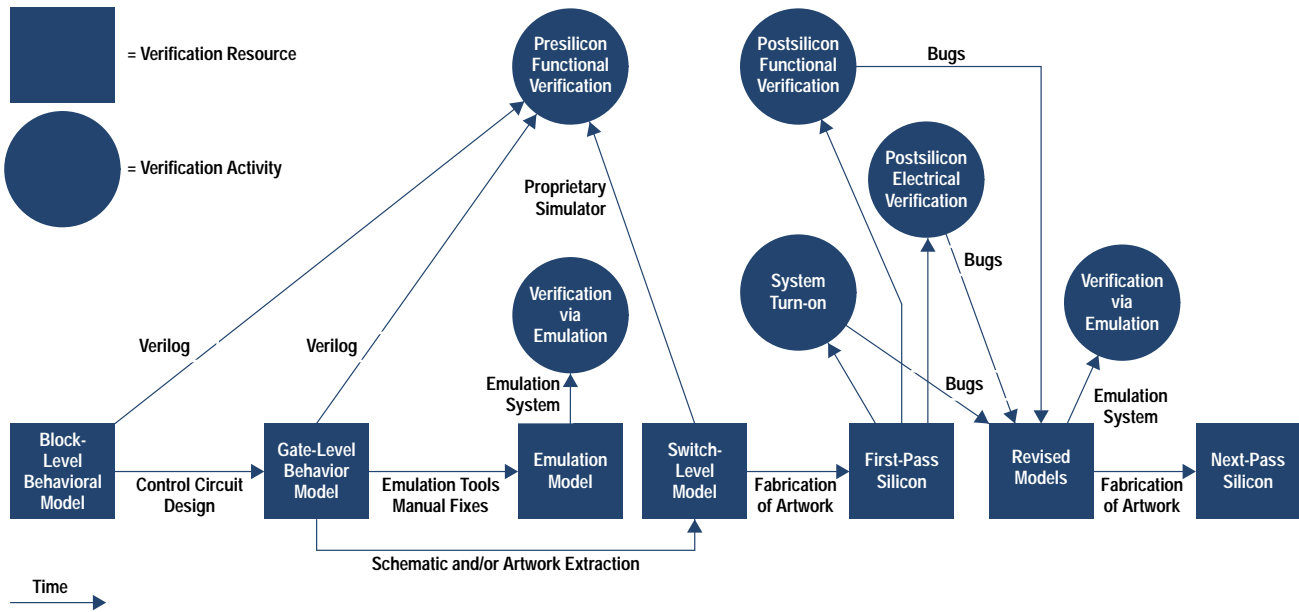 = Verification Resource
= Verification Activity
Presilicon
Functional
Verification
Postsilicon
Functional
Verification
Bugs
Postsilicon
Electrical
Verification
Proprietary
Simulator
Bugs
System
Turn-on
Verification
via
Emulation
Verification
via
Emulation
Verilog
Verilog
Emulation
System
Bugs
Emulation
System
Block-
Level
Behavioral
Model
Control Circuit
Design
Gate-Level
Behavior
Model
Emulation Tools
Manual Fixes
Emulation
Model
Switch-
Level
Model
Fabrication
of Artwork
First-Pass
Silicon
Revised
Models
Fabrication
of Artwork
Next-Pass
Silicon
Schematic and/or Artwork Extraction
Time